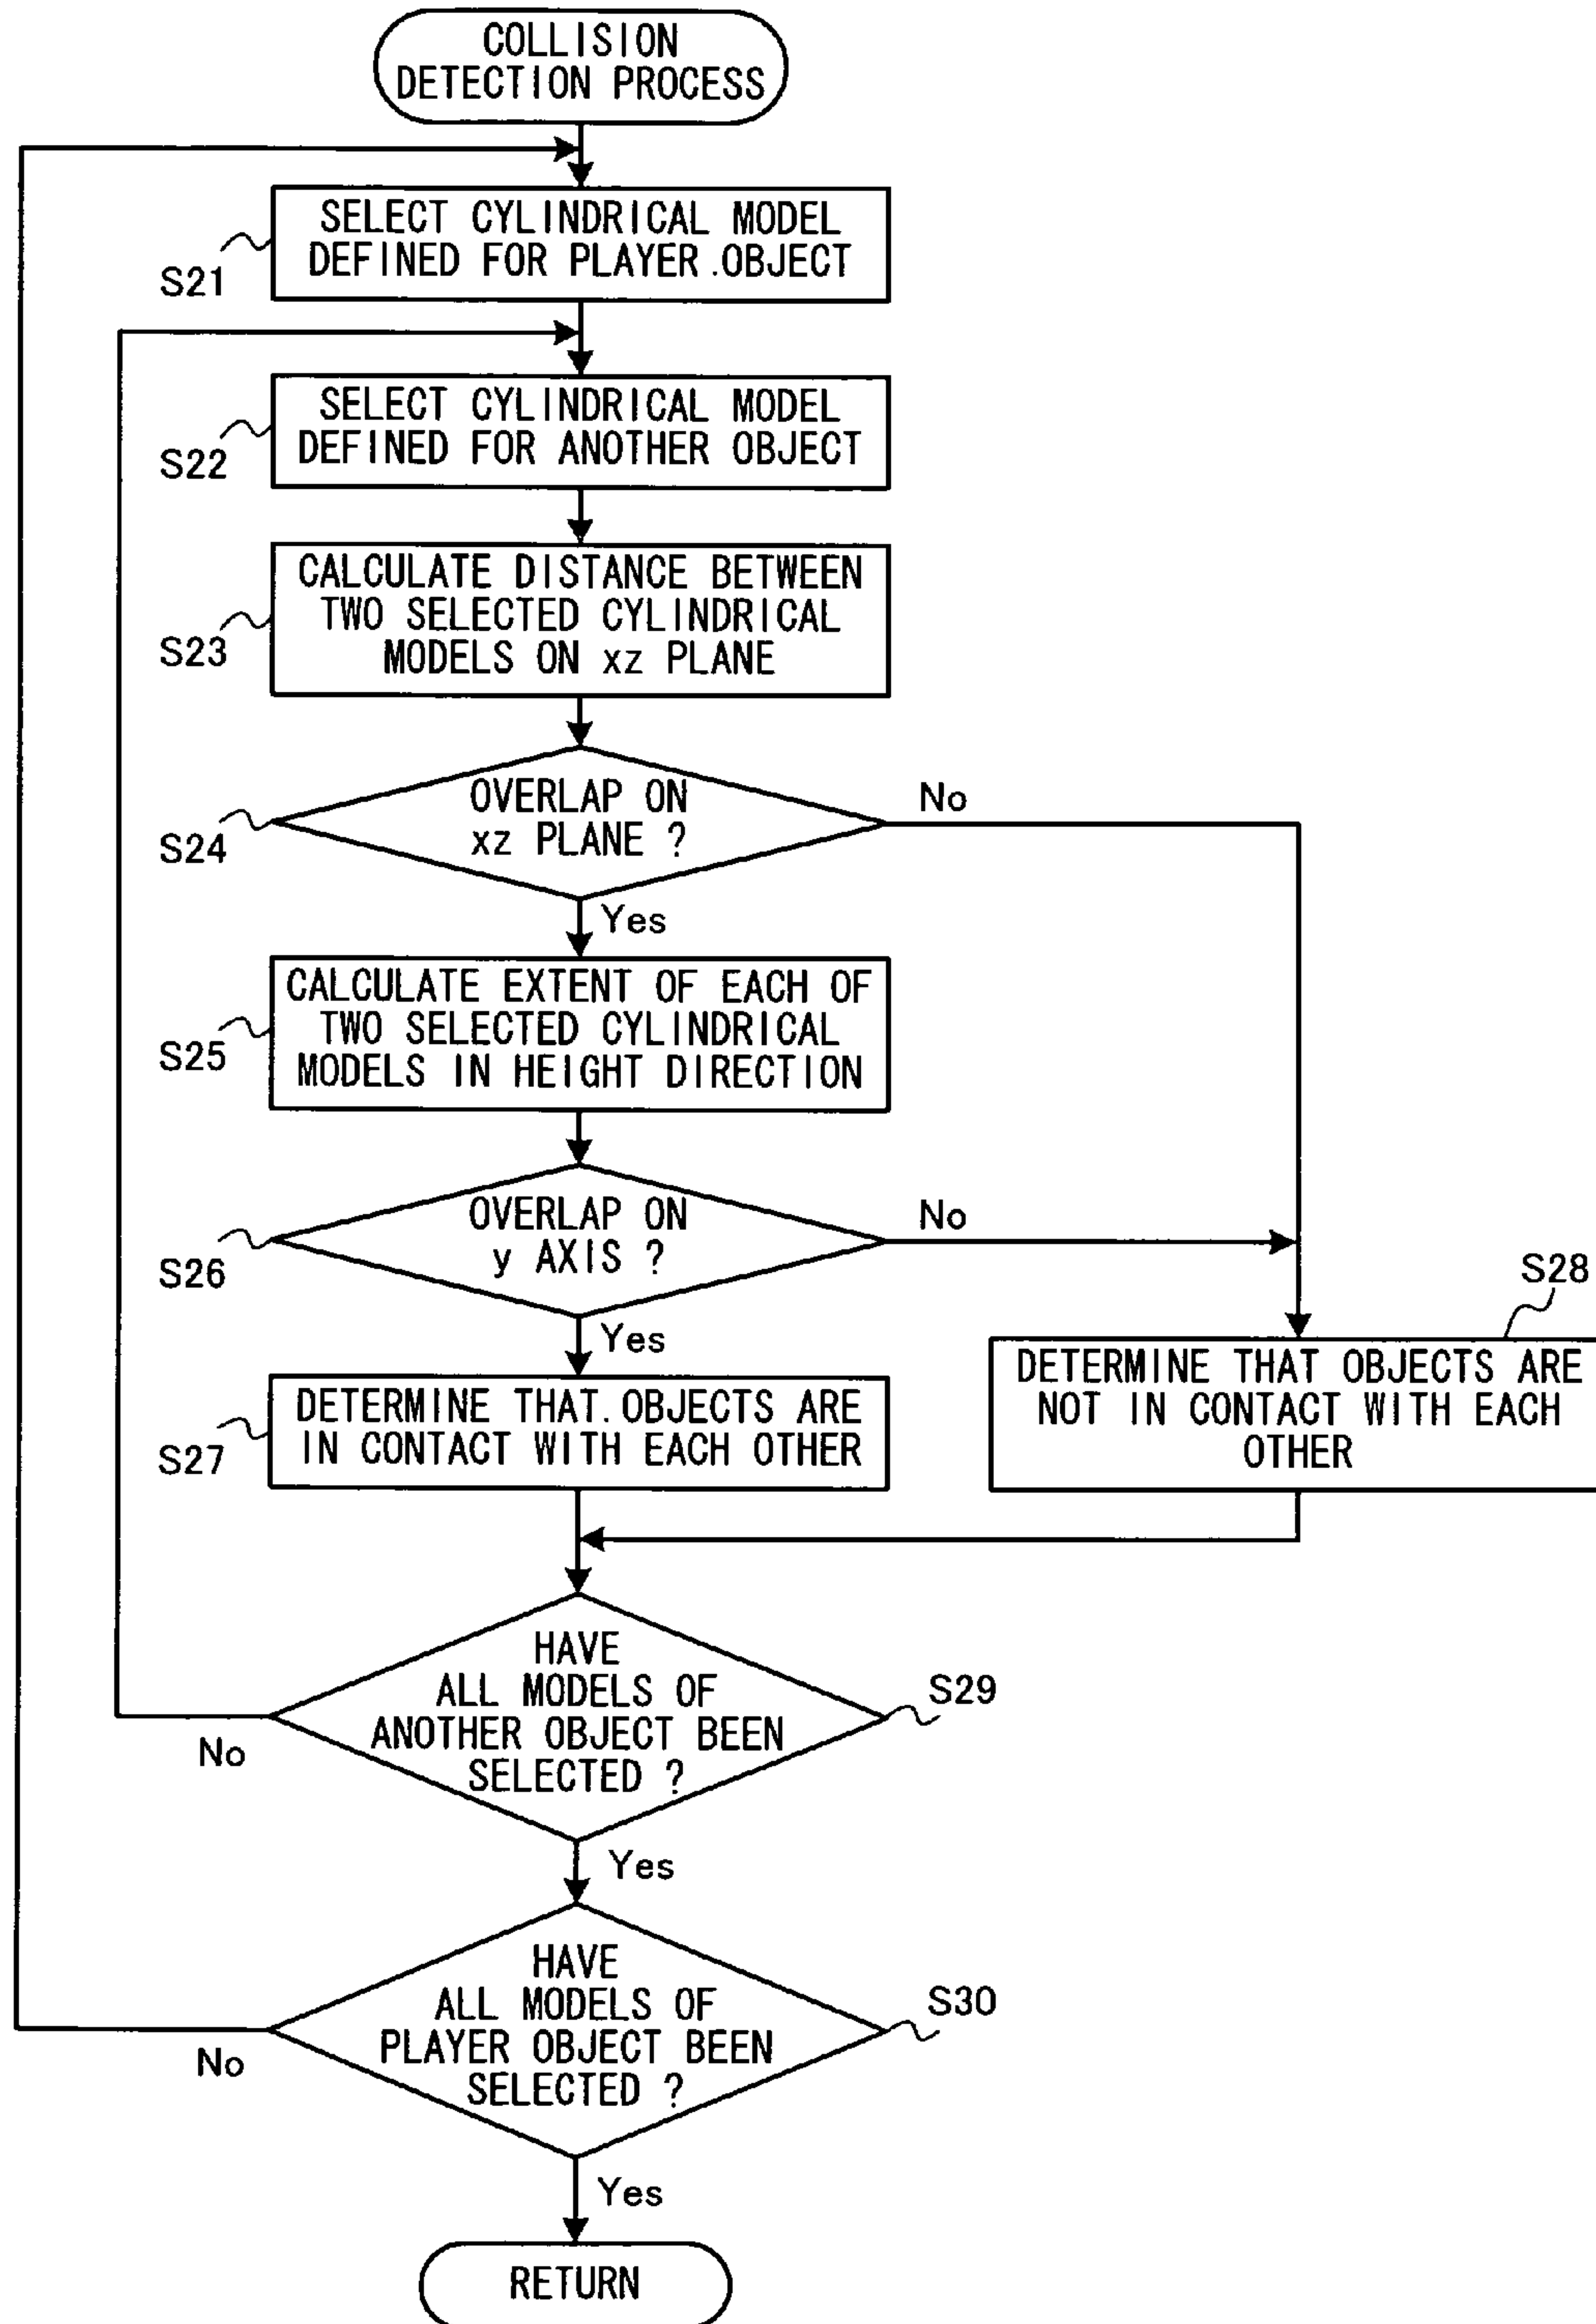 COLLISION
DETECTION PROCESS
SELECT CYLINDRICAL MODEL
DEFINED FOR PLAYER.OBJECT
S21
SELECT CYLINDRICAL MODEL
DEFINED FOR ANOTHER OBJECT
S22
CALCULATE DISTANCE BETWEEN
TWO SELECTED CYLINDRICAL
MODELS ON xz PLANE
S23
OVERLAP ON
xz PLANE ?
No
S24
Yes
CALCULATE EXTENT OF EACH OF
TWO SELECTED CYLINDRICAL
MODELS IN HEIGHT DIRECTION
S25
OVERLAP ON
y AXIS ?
No
S26
Yes
S28
DETERMINE THAT OBJECTS ARE
NOT IN CONTACT WITH EACH
OTHER
DETERMINE THAT.OBJECTS ARE
IN CONTACT WITH EACH OTHER
S27
HAVE
ALL MODELS OF
ANOTHER OBJECT BEEN
SELECTED ?
S29
No
Yes
HAVE
ALL MODELS OF
PLAYER OBJECT BEEN
SELECTED ?
S30
No
Yes
RETURN